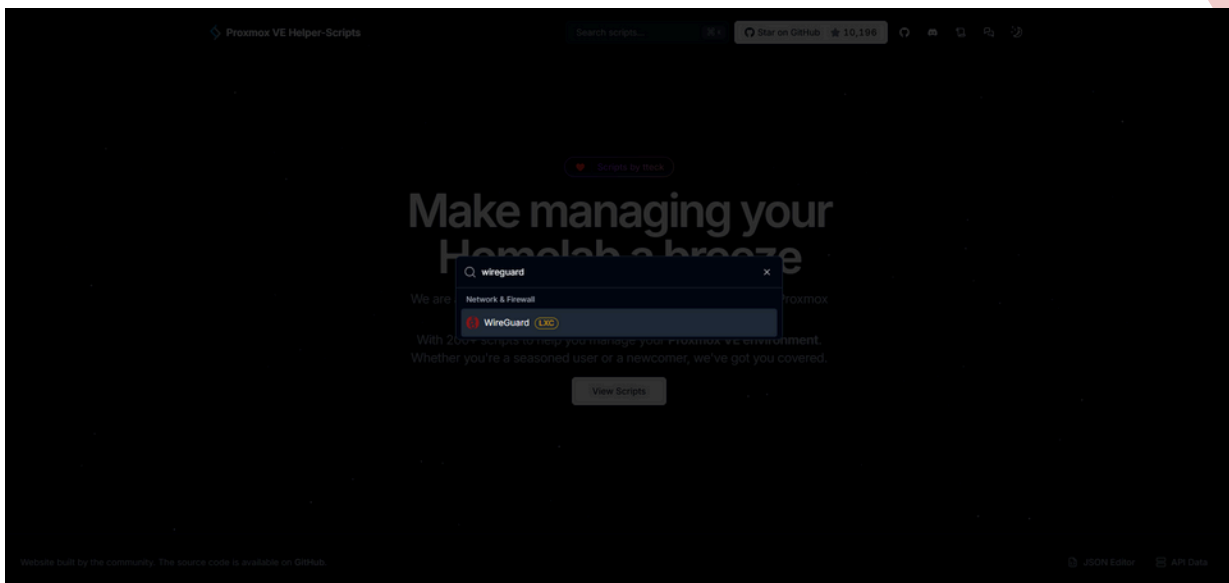 Proxmox VE Helper-Scripts
Search scripts...
Star on GitHub ★ 10,196
Scripts by tteck
Make managing your
Homelab a breeze
We are
Proxmox
wireguard
Network & Firewall
WireGuard LXC
With 200+ scripts to help you manage your Proxmox VE environment.
Whether you're a seasoned user or a newcomer, we've got you covered.
View Scripts
Website built by the community. The source code is available on GitHub.
JSON Editor
API Data